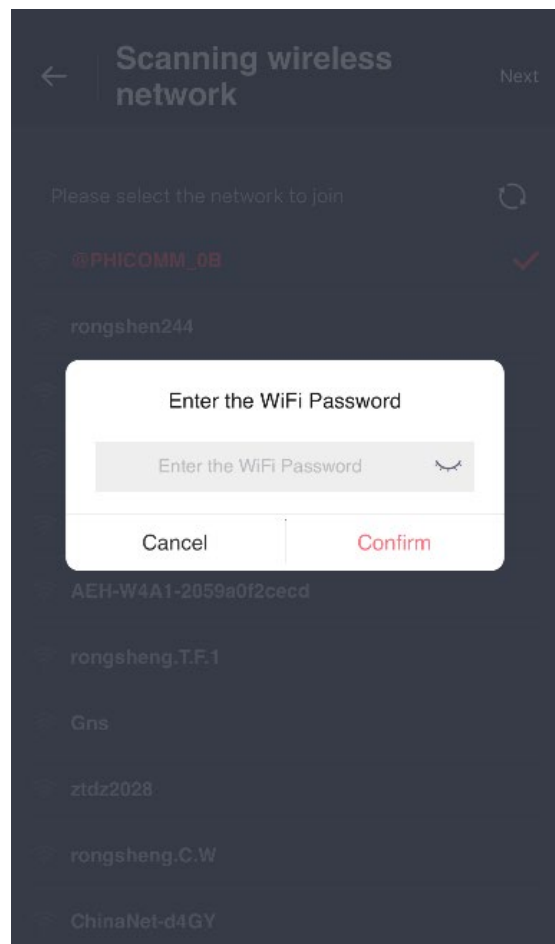 Scanning wireless
network
Next
Please select the network to join
@PHICOMM_0B
rongshen244
Enter the WiFi Password
Enter the WiFi Password
Cancel
Confirm
AEH-W4A1-2059a0f2cecd
rongsheng.T.F.1
Gns
ztdz2028
rongsheng.C.W
ChinaNet-d4GY